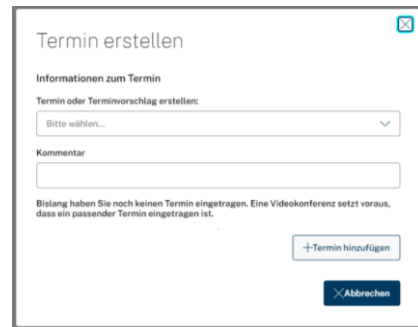 Termin erstellen
Informationen zum Termin
Termin oder Terminvorschlag erstellen:
Bitte wählen...
Kommentar
Bislang haben Sie noch keinen Termin eingetragen. Eine Videokonferenz setzt voraus,
dass ein passender Termin eingetragen ist.
Termin hinzufügen
Abbrechen